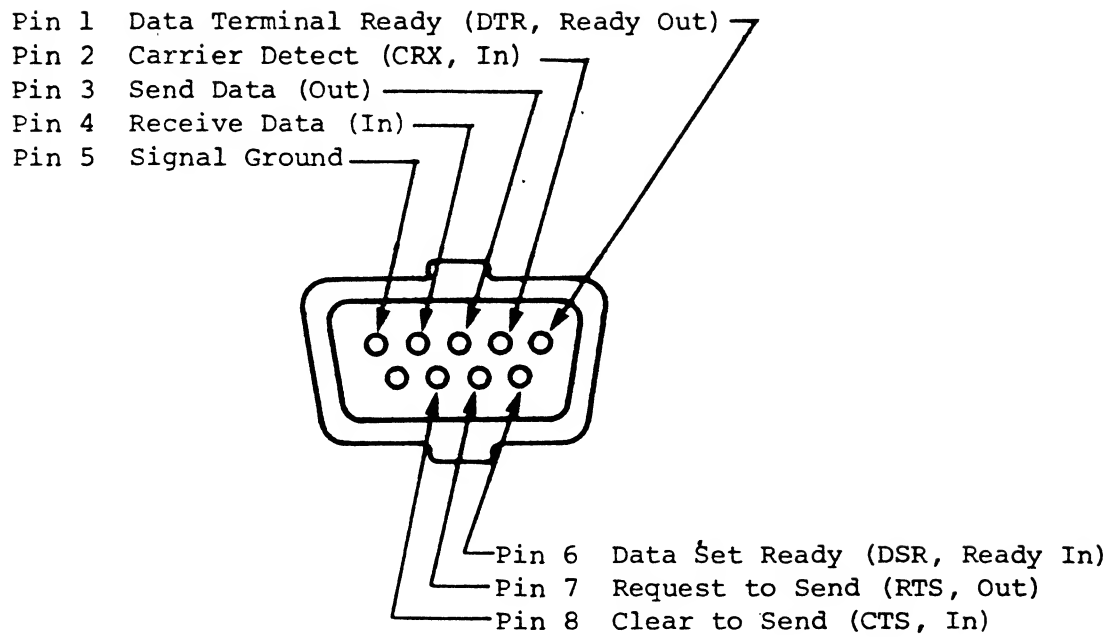 Pin 1 Data Terminal Ready (DTR, Ready Out)
Pin 2 Carrier Detect (CRX, In)
Pin 3 Send Data (Out)
Pin 4 Receive Data (In)
Pin 5 Signal Ground
Pin 6 Data Set Ready (DSR, Ready In)
Pin 7 Request to Send (RTS, Out)
Pin 8 Clear to Send (CTS, In)